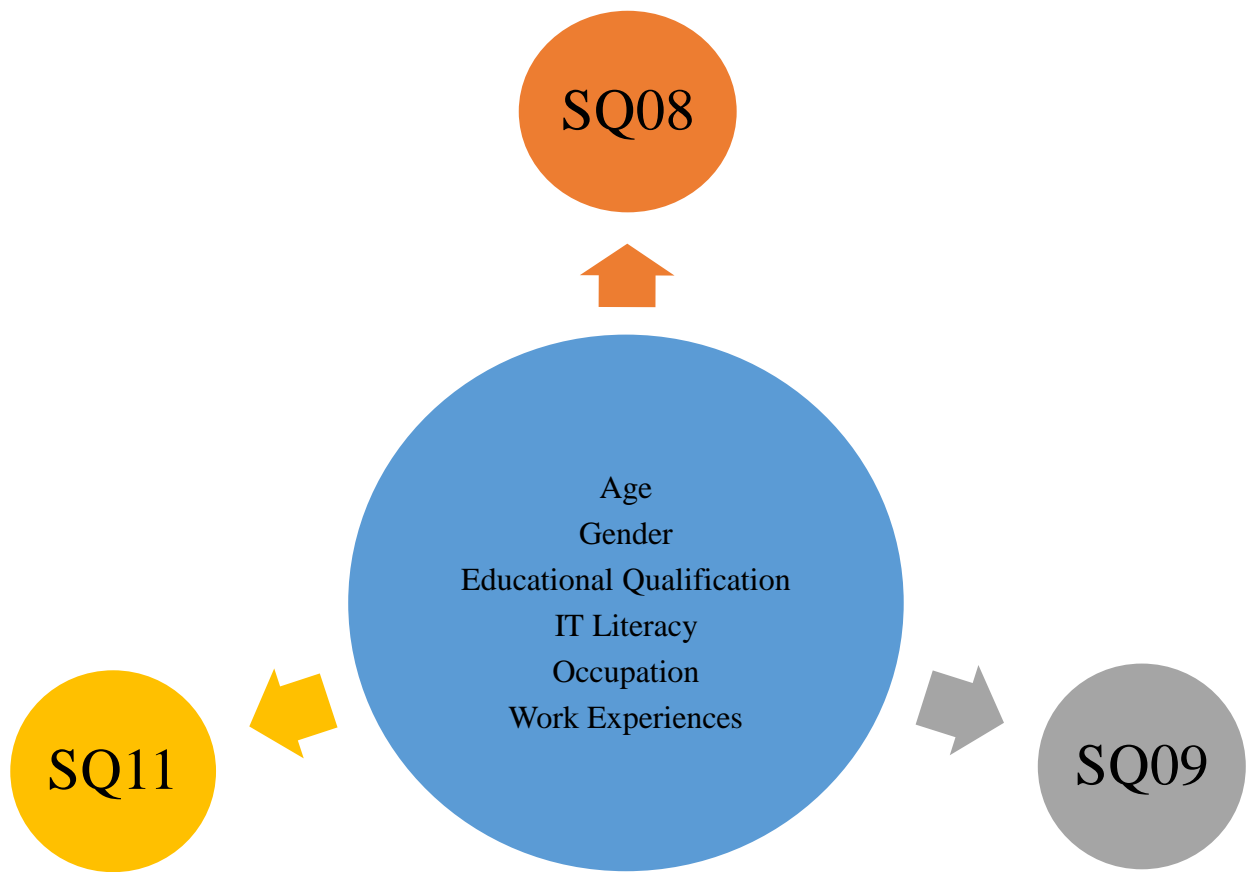 SQ08
Age
Gender
Educational Qualification
IT Literacy
Occupation
Work Experiences
SQ11
SQ09